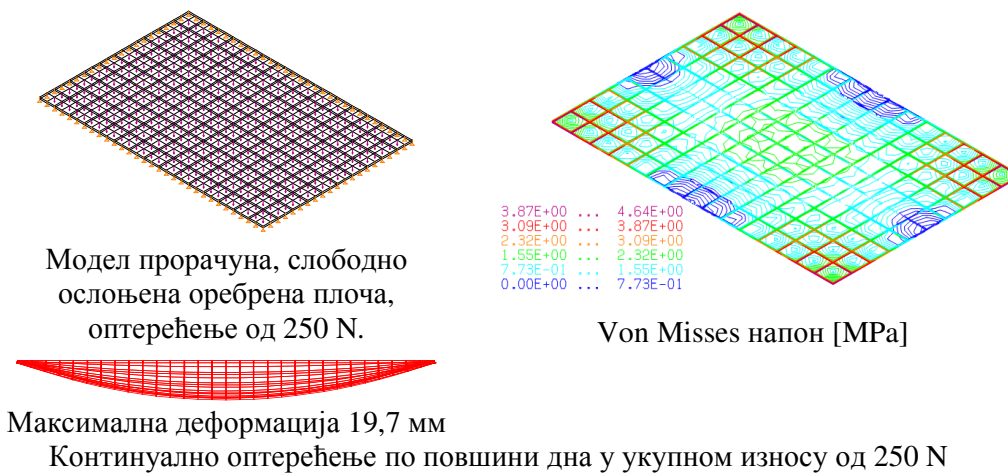 Модел прорачуна, слободно
ослоњена оребрена плоча,
оптерећење од 250 N.
3.87E+00 ... 4.64E+00
3.09E+00 ... 3.87E+00
2.32E+00 ... 3.09E+00
1.55E+00 ... 2.32E+00
7.73E-01 ... 1.55E+00
0.00E+00 ... 7.73E-01
Von Misses напон [MPa]
Максимална деформација 19,7 мм
Континуално оптерећење по повшини дна у укупном износу од 250 N